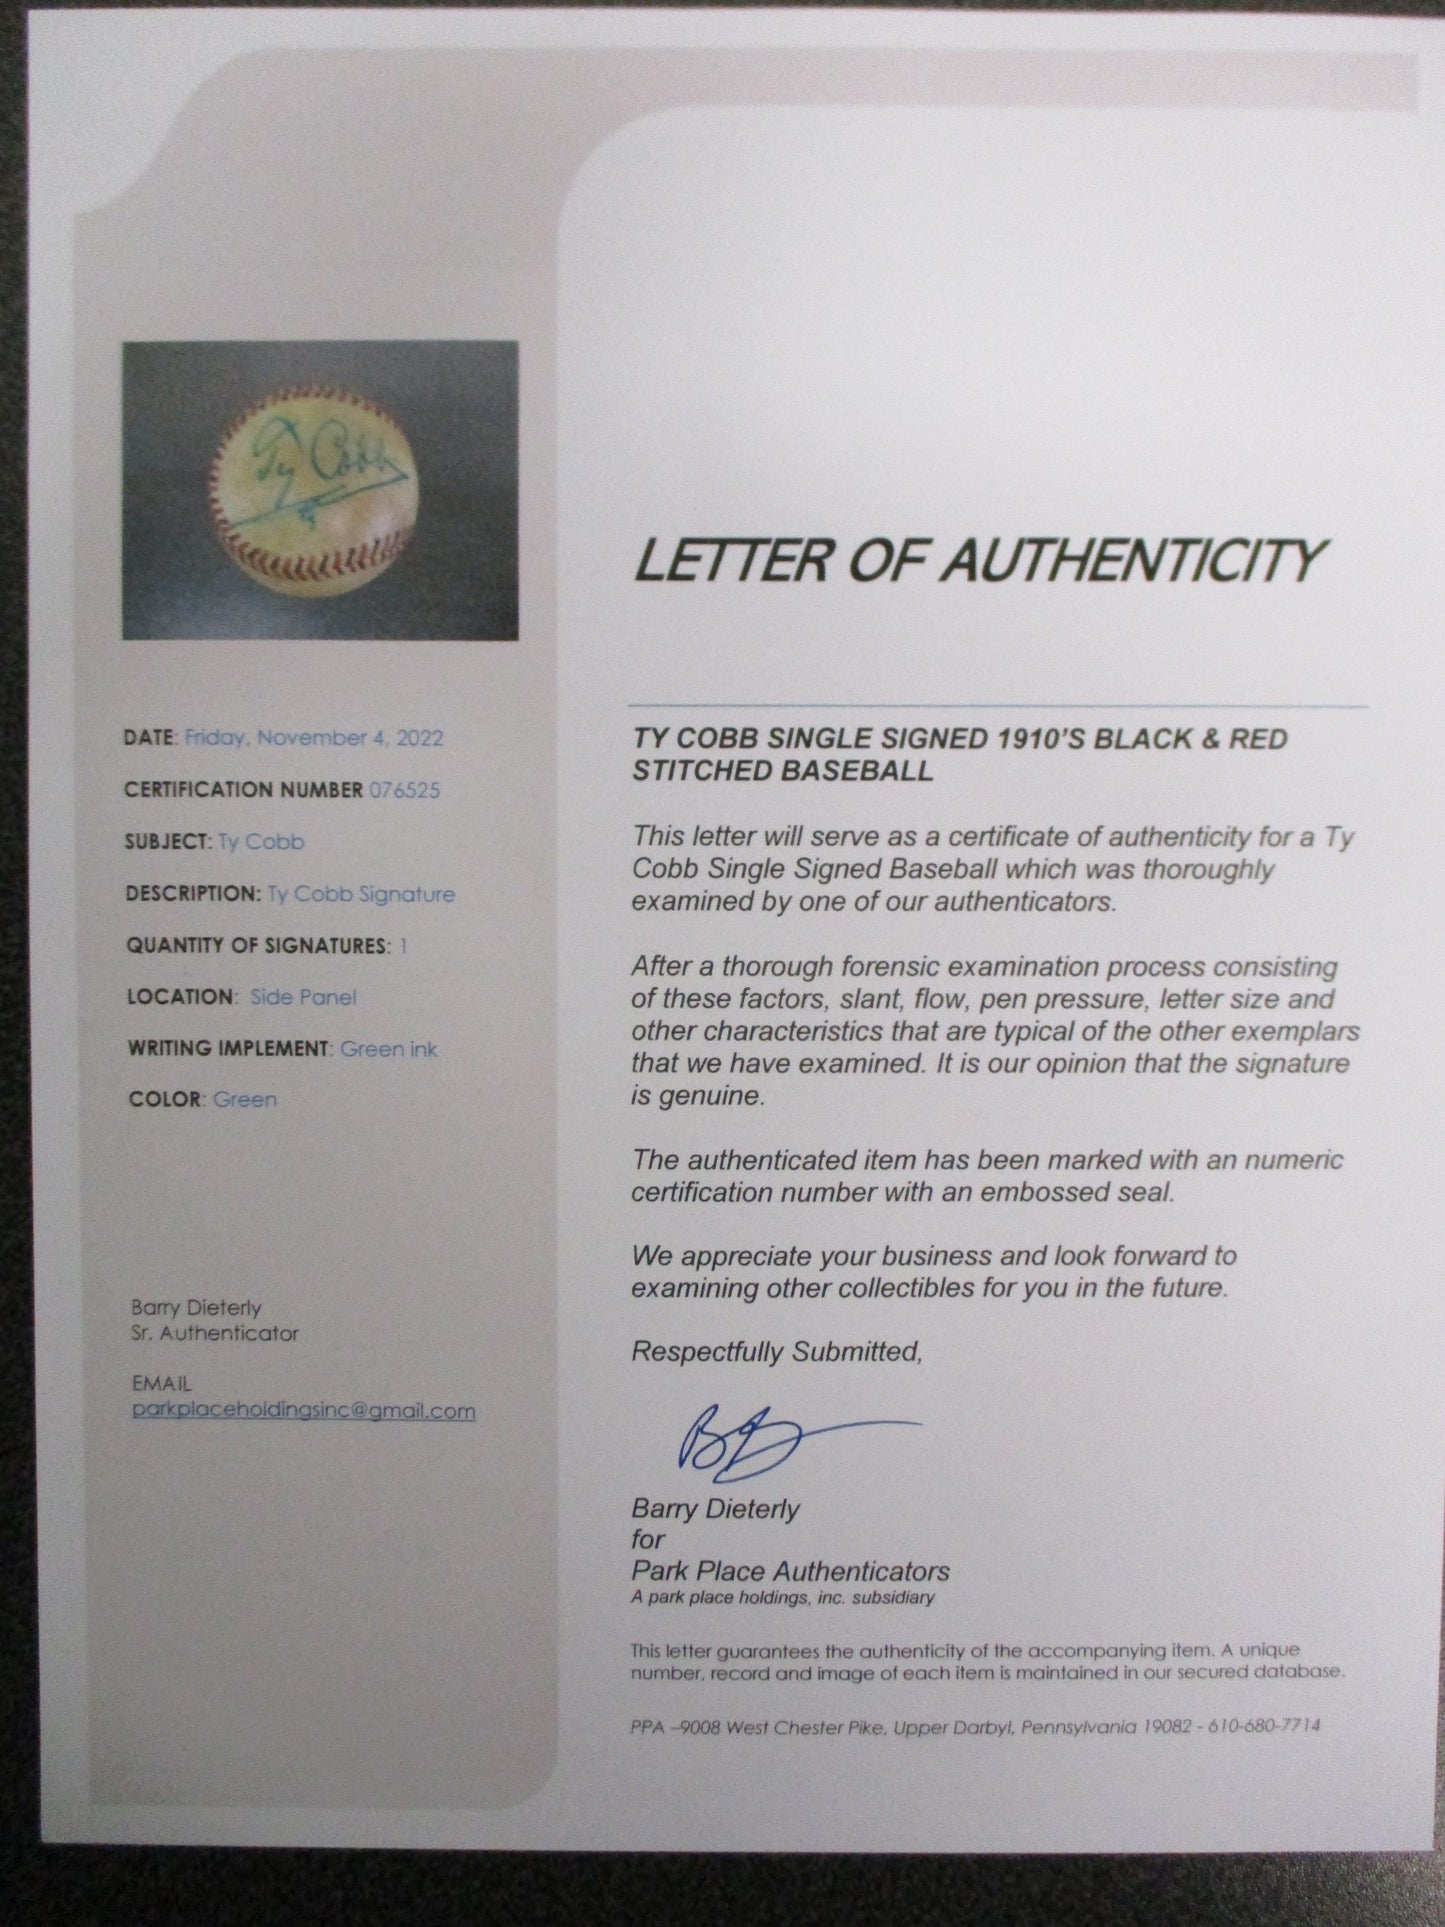 Ty Cobb
DATE: Friday, November 4, 2022
CERTIFICATION NUMBER 076525
SUBJECT: Ty Cobb
DESCRIPTION: Ty Cobb Signature
QUANTITY OF SIGNATURES: 1
LOCATION: Side Panel
WRITING IMPLEMENT: Green ink
COLOR: Green
Barry Dieterly
Sr. Authenticator
EMAIL
parkplaceholdingsinc@gmail.com
LETTER OF AUTHENTICITY
TY COBB SINGLE SIGNED 1910'S BLACK & RED
STITCHED BASEBALL
This letter will serve as a certificate of authenticity for a Ty
Cobb Single Signed Baseball which was thoroughly
examined by one of our authenticators.
After a thorough forensic examination process consisting
of these factors, slant, flow, pen pressure, letter size and
other characteristics that are typical of the other exemplars
that we have examined. It is our opinion that the signature
is genuine.
The authenticated item has been marked with an numeric
certification number with an embossed seal.
We appreciate your business and look forward to
examining other collectibles for you in the future.
Respectfully Submitted,
Barry Dieterly
for
Park Place Authenticators
A park place holdings, inc. subsidiary
This letter guarantees the authenticity of the accompanying item. A unique
number, record and image of each item is maintained in our secured database.
PPA –9008 West Chester Pike, Upper Darbyl, Pennsylvania 19082 - 610-680-7714